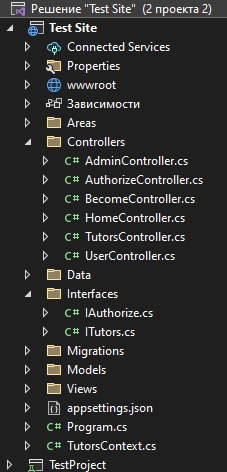 Решение "Test Site" (2 проекта 2)
Test Site
Connected Services
Properties
wwwroot
Зависимости
Areas
Controllers
C# AdminController.cs
C# AuthorizeController.cs
C# BecomeController.cs
C# HomeController.cs
C# TutorsController.cs
C# UserController.cs
Data
Interfaces
C# IAuthorize.cs
C# ITutors.cs
Migrations
Models
Views
appsettings.json
C# Program.cs
C# TutorsContext.cs
TestProject